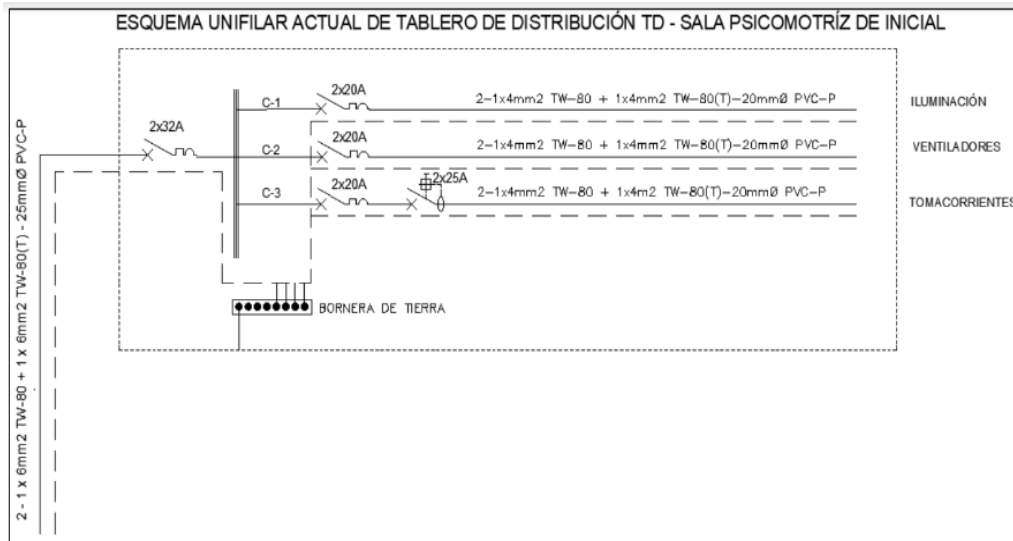 ESQUEMA UNIFILAR ACTUAL DE TABLERO DE DISTRIBUCIÓN TD - SALA PSICOMOTRÍZ DE INICIAL
2x32A
C-1
2x20A
2-1x4mm2 TW-80 + 1x4mm2 TW-80(T)-20mmØ PVC-P
ILUMINACIÓN
C-2
2x20A
2-1x4mm2 TW-80 + 1x4mm2 TW-80(T)-20mmØ PVC-P
VENTILADORES
C-3
2x20A
2x25A
2-1x4mm2 TW-80 + 1x4m2 TW-80(T)-20mmØ PVC-P
TOMACORRIENTES
BORNERA DE TIERRA
2 - 1 x 6mm2 TW-80 + 1 x 6mm2 TW-80(T) - 25mmØ PVC-P